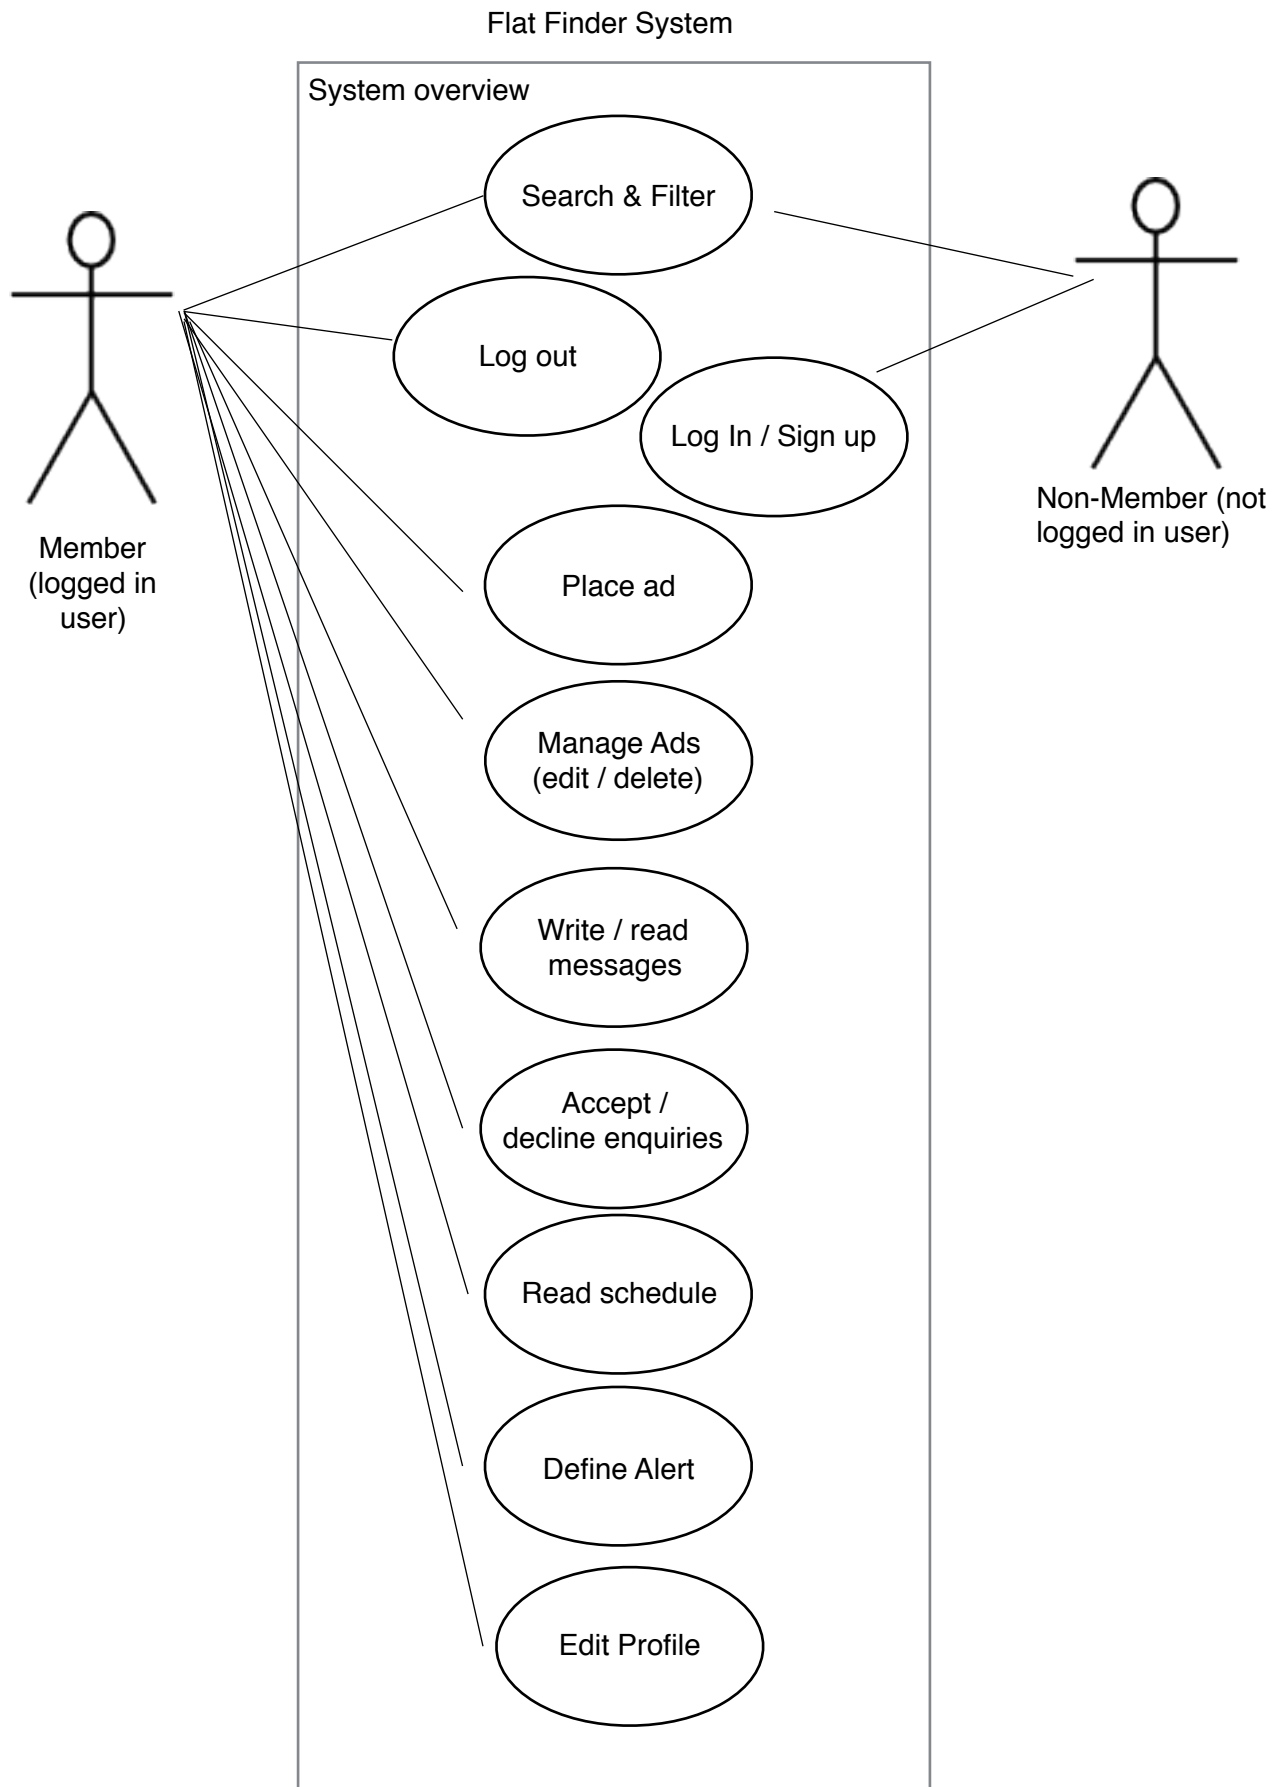 Flat Finder System
System overview
Search & Filter
Log out
Log In / Sign up
Non-Member (not
logged in user)
Member
(logged in
user)
Place ad
Manage Ads
(edit / delete)
Write / read
messages
Accept /
decline enquiries
Read schedule
Define Alert
Edit Profile